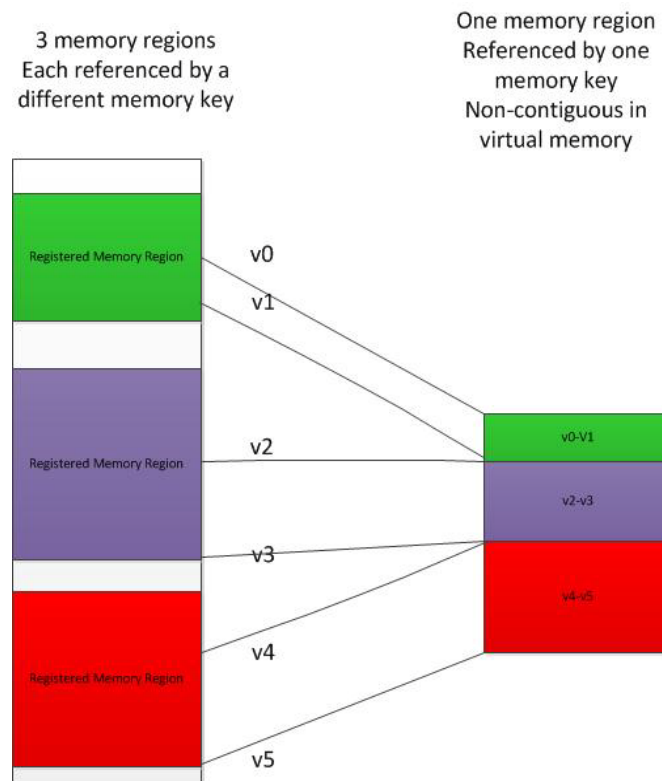 3 memory regions
Each referenced by a
different memory key
One memory region
Referenced by one
memory key
Non-contiguous in
virtual memory
Registered Memory Region
v0
v1
v0-V1
Registered Memory Region
v2
v2-v3
v3
v4-v5
Registered Memory Region
v4
v5